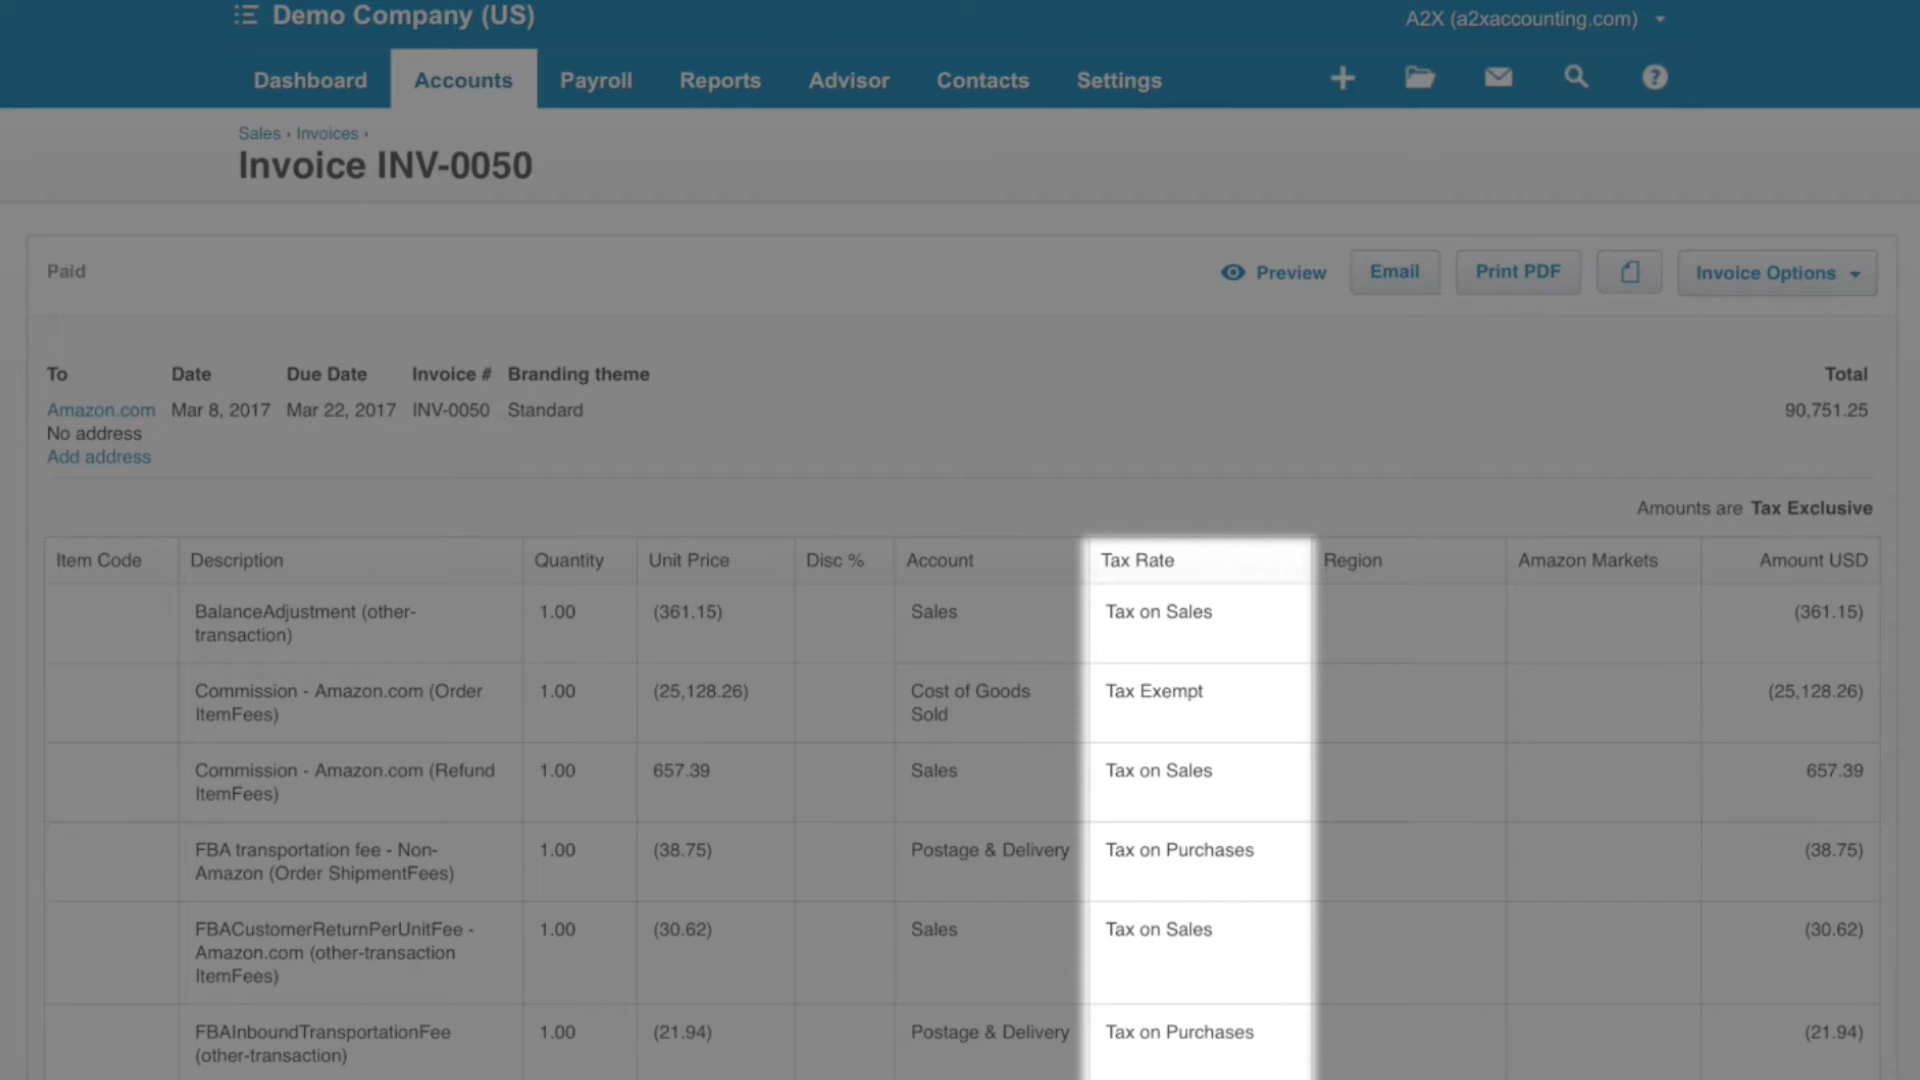 Demo Company (US)
A2X (a2xaccounting.com)
Dashboard Accounts Payroll Reports Advisor Contacts Settings
Sales › Invoices ›
Invoice INV-0050
Paid
Preview Email Print PDF Invoice Options
To Date Due Date Invoice # Branding theme Total
Amazon.com Mar 8, 2017 Mar 22, 2017 INV-0050 Standard 90,751.25
No address
Add address
Amounts are Tax Exclusive
Item Code Description Quantity Unit Price Disc % Account Tax Rate Region Amazon Markets Amount USD
BalanceAdjustment (other- 1.00 (361.15) Sales Tax on Sales (361.15)
transaction)
Commission - Amazon.com (Order 1.00 (25,128.26) Cost of Goods Tax Exempt (25,128.26)
ItemFees) Sold
Commission - Amazon.com (Refund 1.00 657.39 Sales Tax on Sales 657.39
ItemFees)
FBA transportation fee - Non- 1.00 (38.75) Postage & Delivery Tax on Purchases (38.75)
Amazon (Order ShipmentFees)
FBACustomerReturnPerUnitFee - 1.00 (30.62) Sales Tax on Sales (30.62)
Amazon.com (other-transaction
ItemFees)
FBAInboundTransportationFee 1.00 (21.94) Postage & Delivery Tax on Purchases (21.94)
(other-transaction)